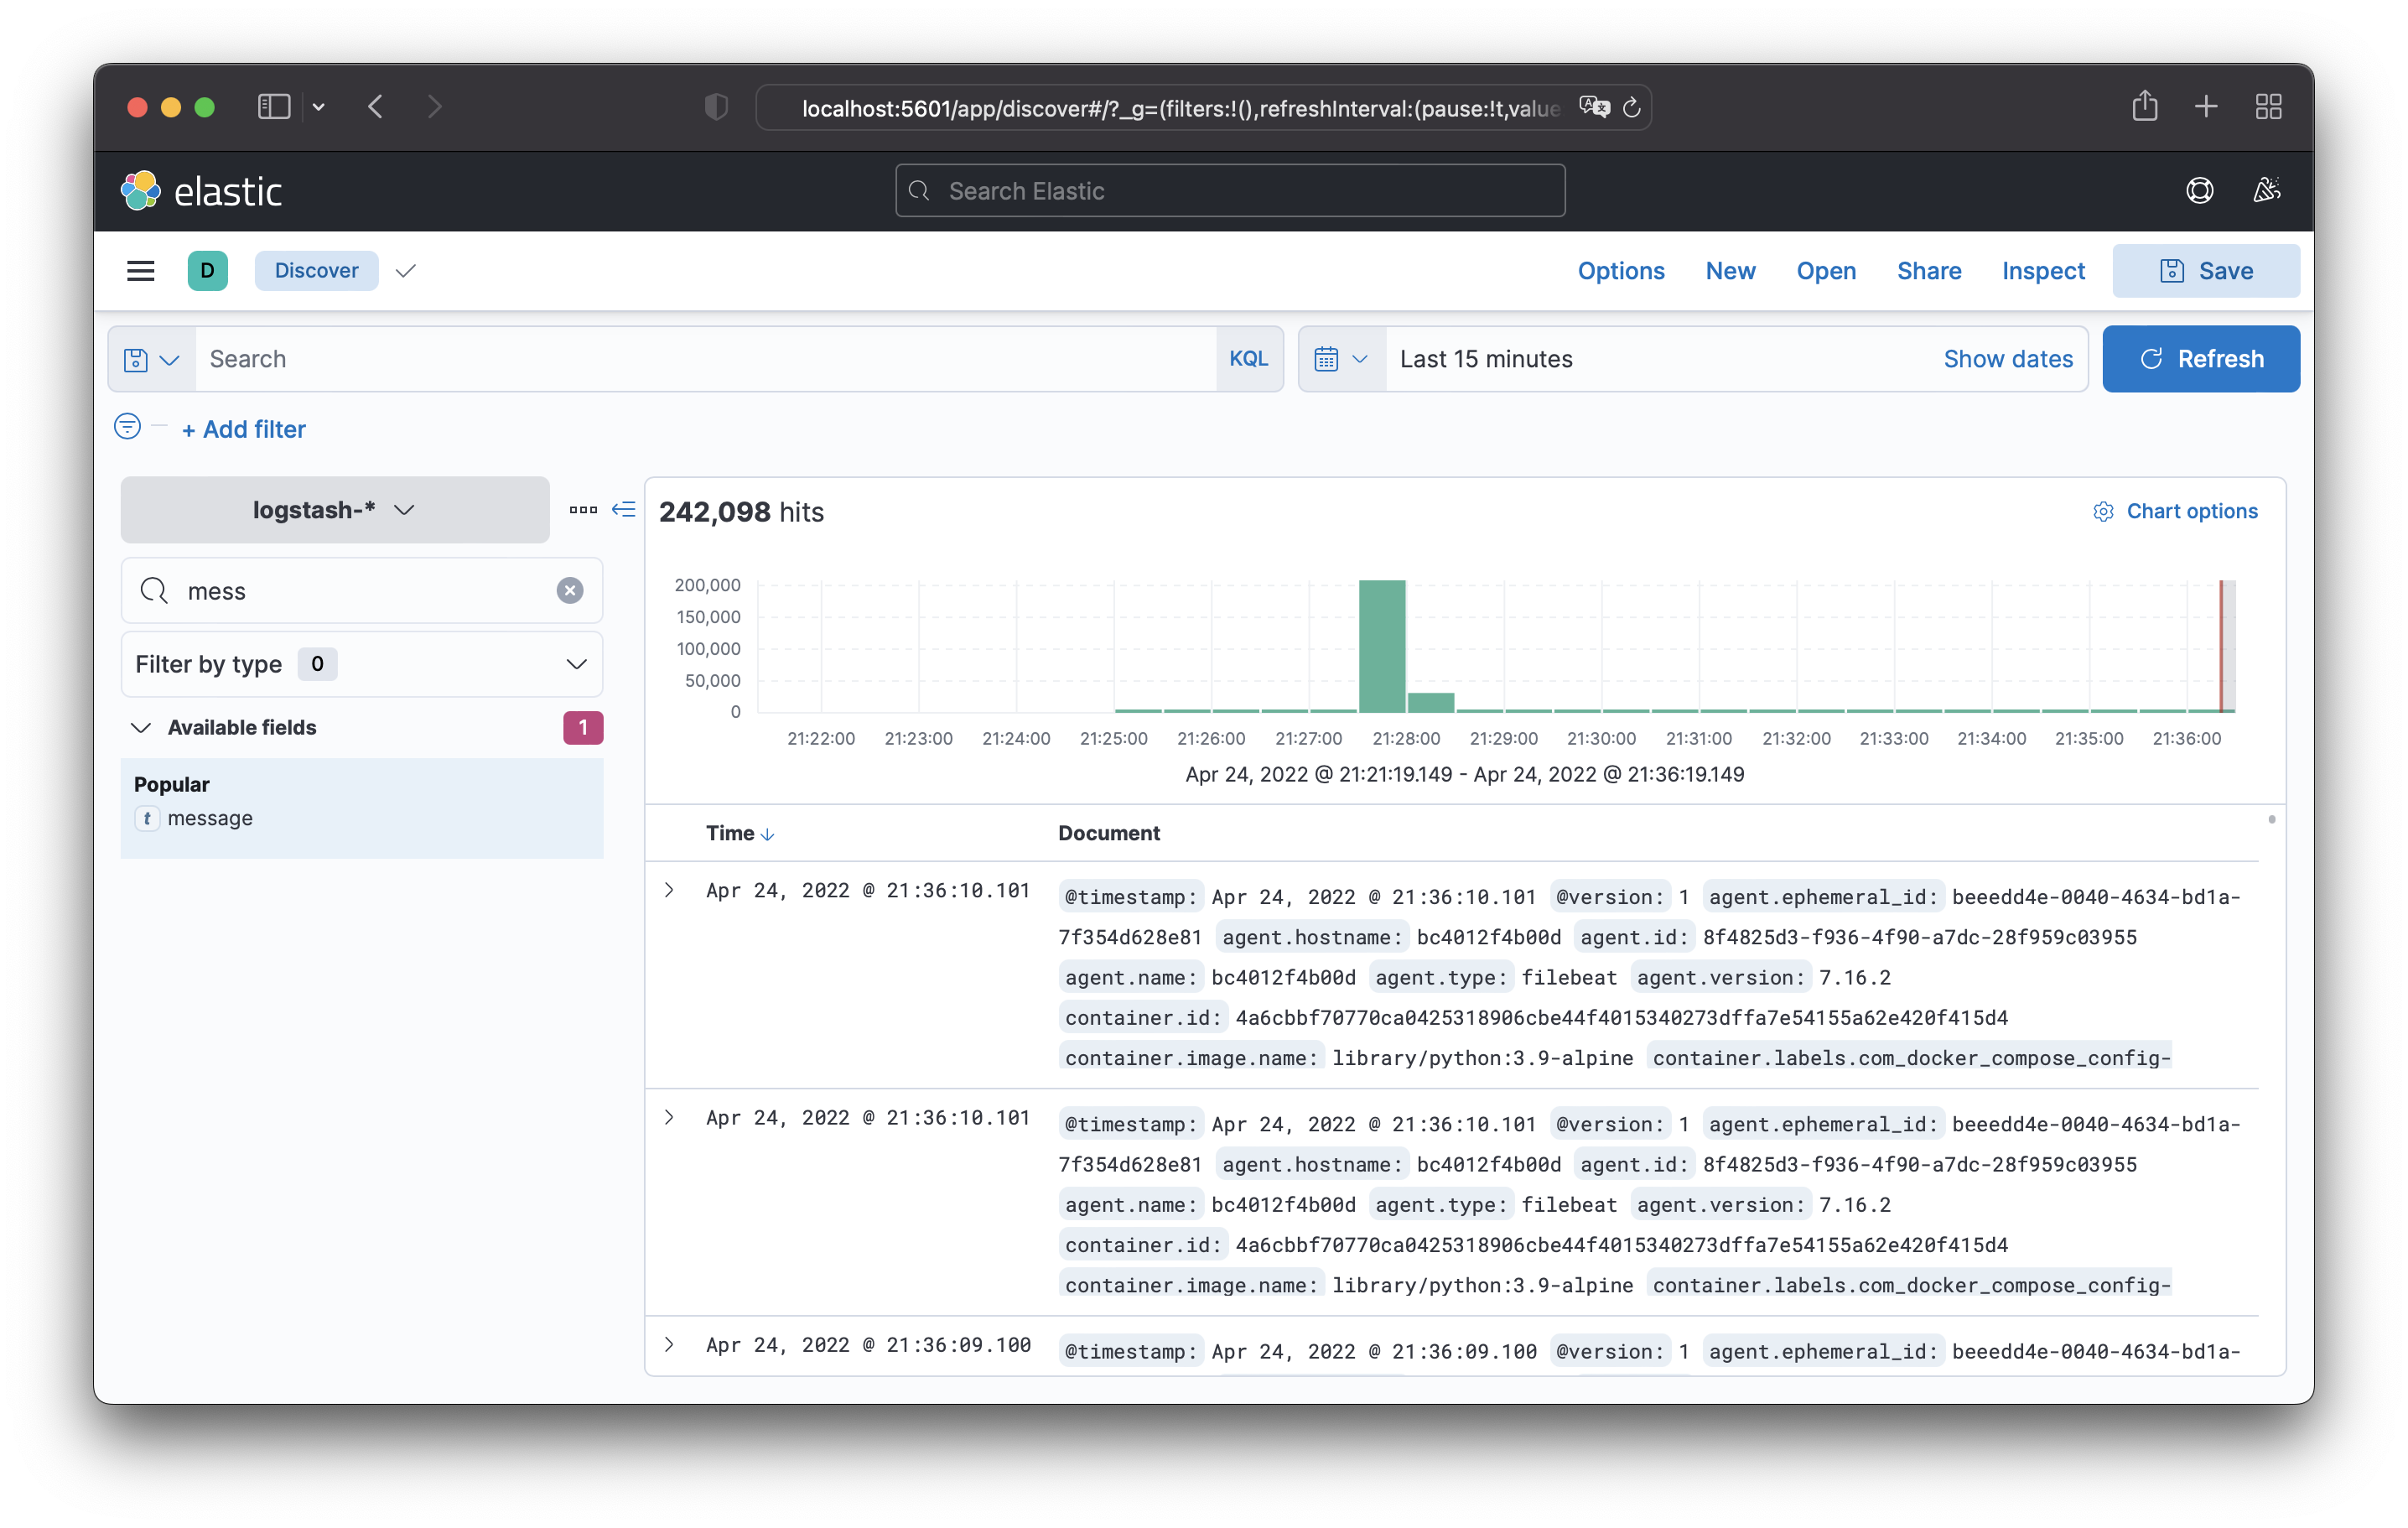 localhost:5601/app/discover#/?_g=(filters:!(),refreshInterval:(pause:!t,value
elastic
Search Elastic
D Discover Options New Open Share Inspect Save
Search KQL Last 15 minutes Show dates Refresh
+ Add filter
logstash-*
mess
Filter by type 0
Available fields 1
Popular
t message
242,098 hits Chart options
200,000
150,000
100,000
50,000
0
21:22:00 21:23:00 21:24:00 21:25:00 21:26:00 21:27:00 21:28:00 21:29:00 21:30:00 21:31:00 21:32:00 21:33:00 21:34:00 21:35:00 21:36:00
Apr 24, 2022 @ 21:21:19.149 - Apr 24, 2022 @ 21:36:19.149
Time Document
Apr 24, 2022 @ 21:36:10.101 @timestamp: Apr 24, 2022 @ 21:36:10.101 @version: 1 agent.ephemeral_id: beeedd4e-0040-4634-bd1a-
7f354d628e81 agent.hostname: bc4012f4b00d agent.id: 8f4825d3-f936-4f90-a7dc-28f959c03955
agent.name: bc4012f4b00d agent.type: filebeat agent.version: 7.16.2
container.id: 4a6cbbf70770ca0425318906cbe44f4015340273dffa7e54155a62e420f415d4
container.image.name: library/python:3.9-alpine container.labels.com_docker_compose_config-
Apr 24, 2022 @ 21:36:10.101 @timestamp: Apr 24, 2022 @ 21:36:10.101 @version: 1 agent.ephemeral_id: beeedd4e-0040-4634-bd1a-
7f354d628e81 agent.hostname: bc4012f4b00d agent.id: 8f4825d3-f936-4f90-a7dc-28f959c03955
agent.name: bc4012f4b00d agent.type: filebeat agent.version: 7.16.2
container.id: 4a6cbbf70770ca0425318906cbe44f4015340273dffa7e54155a62e420f415d4
container.image.name: library/python:3.9-alpine container.labels.com_docker_compose_config-
Apr 24, 2022 @ 21:36:09.100 @timestamp: Apr 24, 2022 @ 21:36:09.100 @version: 1 agent.ephemeral_id: beeedd4e-0040-4634-bd1a-